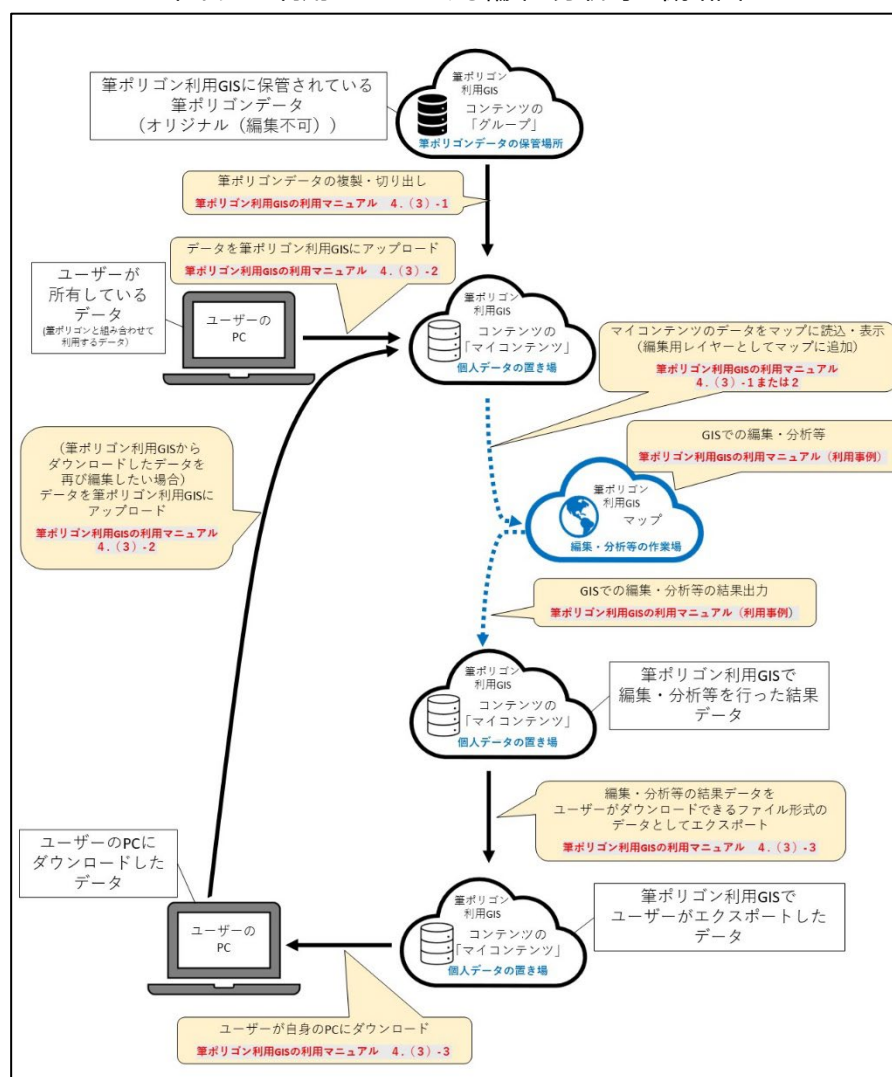 筆ポリゴン利用GISに保管されている
筆ポリゴンデータ
(オリジナル(編集不可))
筆ポリゴン
利用GIS
コンテンツの
「グループ」
筆ポリゴンデータの保管場所
筆ポリゴンデータの複製・切り出し
筆ポリゴン利用GISの利用マニュアル 4.(3)-1
データを筆ポリゴン利用GISにアップロード
筆ポリゴン利用GISの利用マニュアル 4.(3)-2
ユーザーが
所有している
データ
(筆ポリゴンと組み合わせて
利用するデータ)
ユーザーの
PC
筆ポリゴン
利用GIS
コンテンツの
「マイコンテンツ」
個人データの置き場
マイコンテンツのデータをマップに読込・表示
(編集用レイヤーとしてマップに追加)
筆ポリゴン利用GISの利用マニュアル
4.(3)-1または2
GISでの編集・分析等
筆ポリゴン利用GISの利用マニュアル(利用事例)
筆ポリゴン
利用GIS
マップ
編集・分析等の作業場
(筆ポリゴン利用GISから
ダウンロードしたデータを
再び編集したい場合)
データを筆ポリゴン利用GISに
アップロード
筆ポリゴン利用GISの利用マニュアル
4.(3)-2
GISでの編集・分析等の結果出力
筆ポリゴン利用GISの利用マニュアル(利用事例)
筆ポリゴン
利用GIS
コンテンツの
「マイコンテンツ」
個人データの置き場
筆ポリゴン利用GISで
編集・分析等を行った結果
データ
編集・分析等の結果データを
ユーザーがダウンロードできるファイル形式の
データとしてエクスポート
筆ポリゴン利用GISの利用マニュアル 4.(3)-3
ユーザーのPCに
ダウンロードした
データ
ユーザーの
PC
筆ポリゴン
利用GIS
コンテンツの
「マイコンテンツ」
個人データの置き場
筆ポリゴン利用GISで
ユーザーがエクスポートした
データ
ユーザーが自身のPCにダウンロード
筆ポリゴン利用GISの利用マニュアル 4.(3)-3